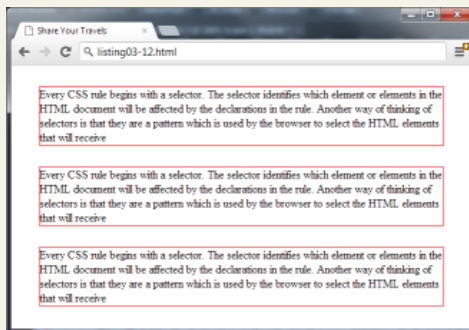 Share Your Travels
listing03-12.html
Every CSS rule begins with a selector. The selector identifies which element or elements in the
HTML document will be affected by the declarations in the rule. Another way of thinking of
selectors is that they are a pattern which is used by the browser to select the HTML elements
that will receive
Every CSS rule begins with a selector. The selector identifies which element or elements in the
HTML document will be affected by the declarations in the rule. Another way of thinking of
selectors is that they are a pattern which is used by the browser to select the HTML elements
that will receive
Every CSS rule begins with a selector. The selector identifies which element or elements in the
HTML document will be affected by the declarations in the rule. Another way of thinking of
selectors is that they are a pattern which is used by the browser to select the HTML elements
that will receive